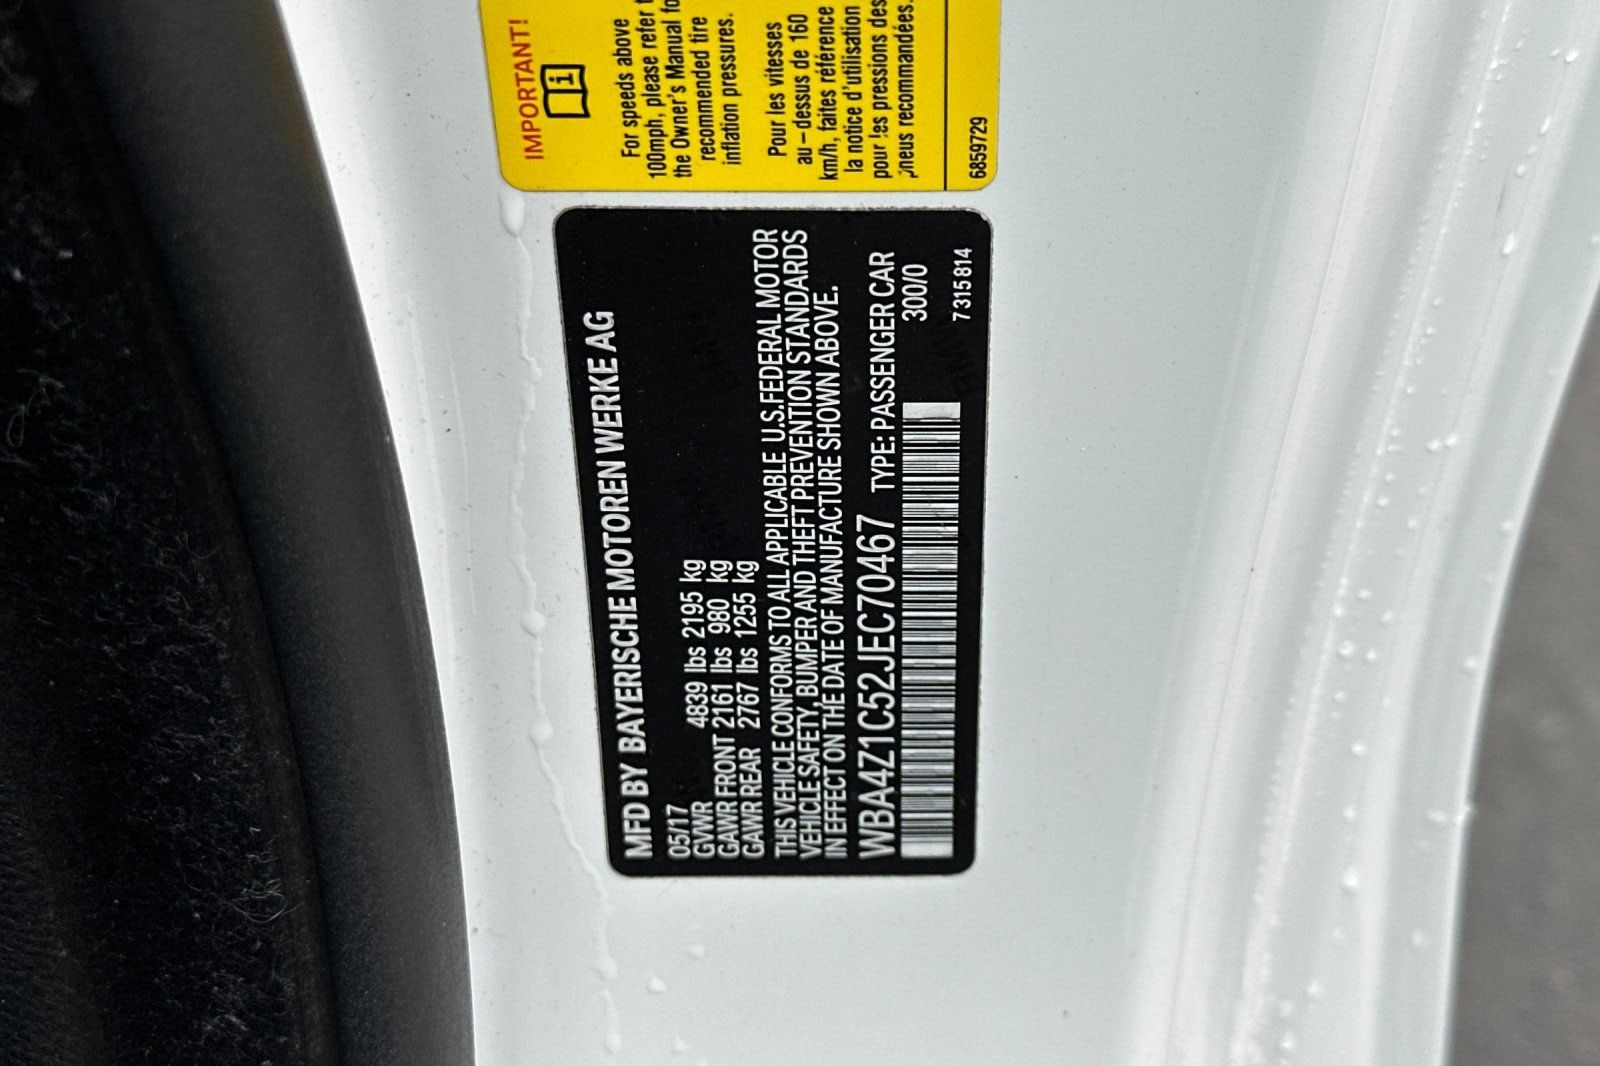 MFD BY BAYERISCHE MOTOREN WERKE AG
05/17
GVWR 4839 lbs 2195 kg
GAWR FRONT 2161 lbs 980 kg
GAWR REAR 2767 lbs 1255 kg
THIS VEHICLE CONFORMS TO ALL APPLICABLE U.S.FEDERAL MOTOR
VEHICLE SAFETY, BUMPER AND THEFT PREVENTION STANDARDS
IN EFFECT ON THE DATE OF MANUFACTURE SHOWN ABOVE.
WBA4Z1C52JEC70467 TYPE: PASSENGER CAR
300/0
7 315 814
IMPORTANT!
i
For speeds above
100mph, please refer
the Owner's Manual
recommended tire
inflation pressures.
Pour les vitesses
au-dessus de 160
km/h, faites référence
la notice d'utilisation
pour les pressions des
pneus recommandées.
6859729